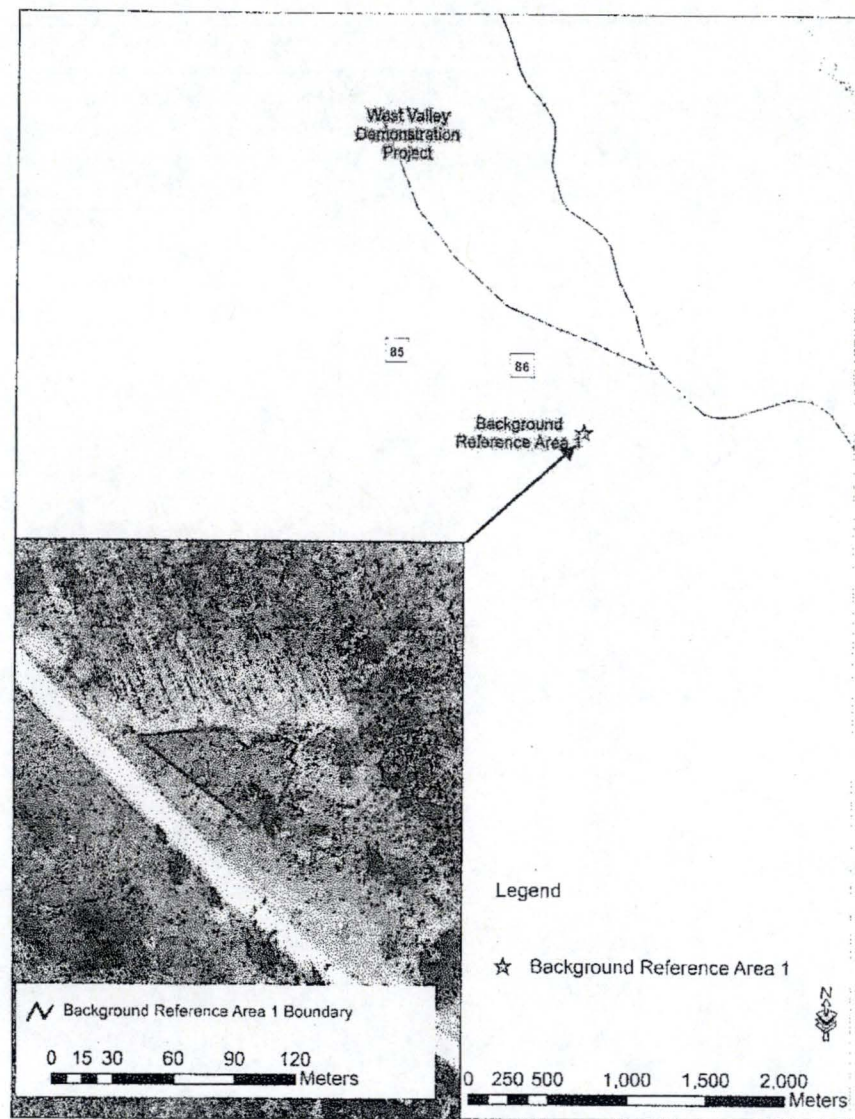 West Valley
Demonstration
Project
85
86
Background
Reference Area 1
Legend
Background Reference Area 1
N
Background Reference Area 1 Boundary
0 15 30 60 90 120
Meters
0 250 500 1,000 1,500 2,000
Meters